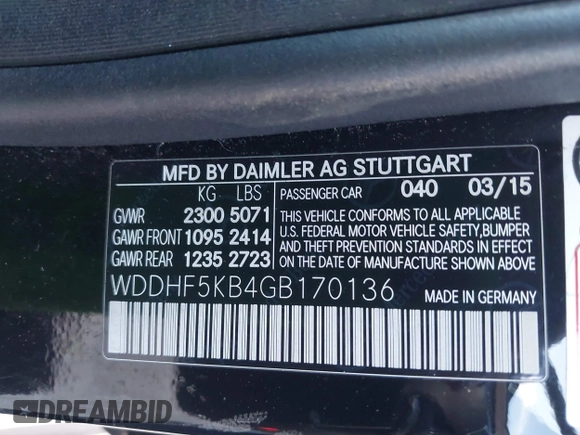 MFD BY DAIMLER AG STUTTGART
KG LBS
GVWR 2300 5071
GAWR FRONT 1095 2414
GAWR REAR 1235 2723
PASSENGER CAR 040 03/15
THIS VEHICLE CONFORMS TO ALL APPLICABLE
U.S. FEDERAL MOTOR VEHICLE SAFETY,BUMPER
AND THEFT PREVENTION STANDARDS IN EFFECT
ON THE DATE OF MANUFACTURE SHOWN ABOVE
WDDHF5KB4GB170136 MADE IN GERMANY
DREAMBID